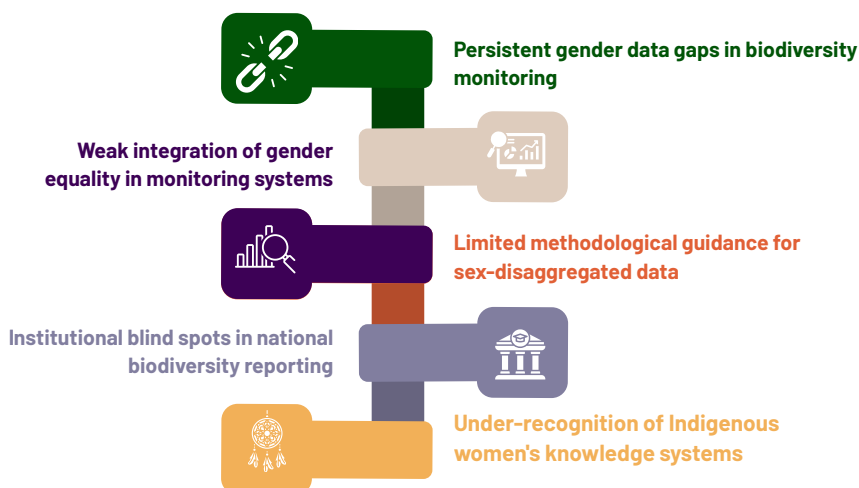 Persistent gender data gaps in biodiversity
monitoring
Weak integration of gender
equality in monitoring systems
Limited methodological guidance for
sex-disaggregated data
Institutional blind spots in national
biodiversity reporting
Under-recognition of Indigenous
women's knowledge systems